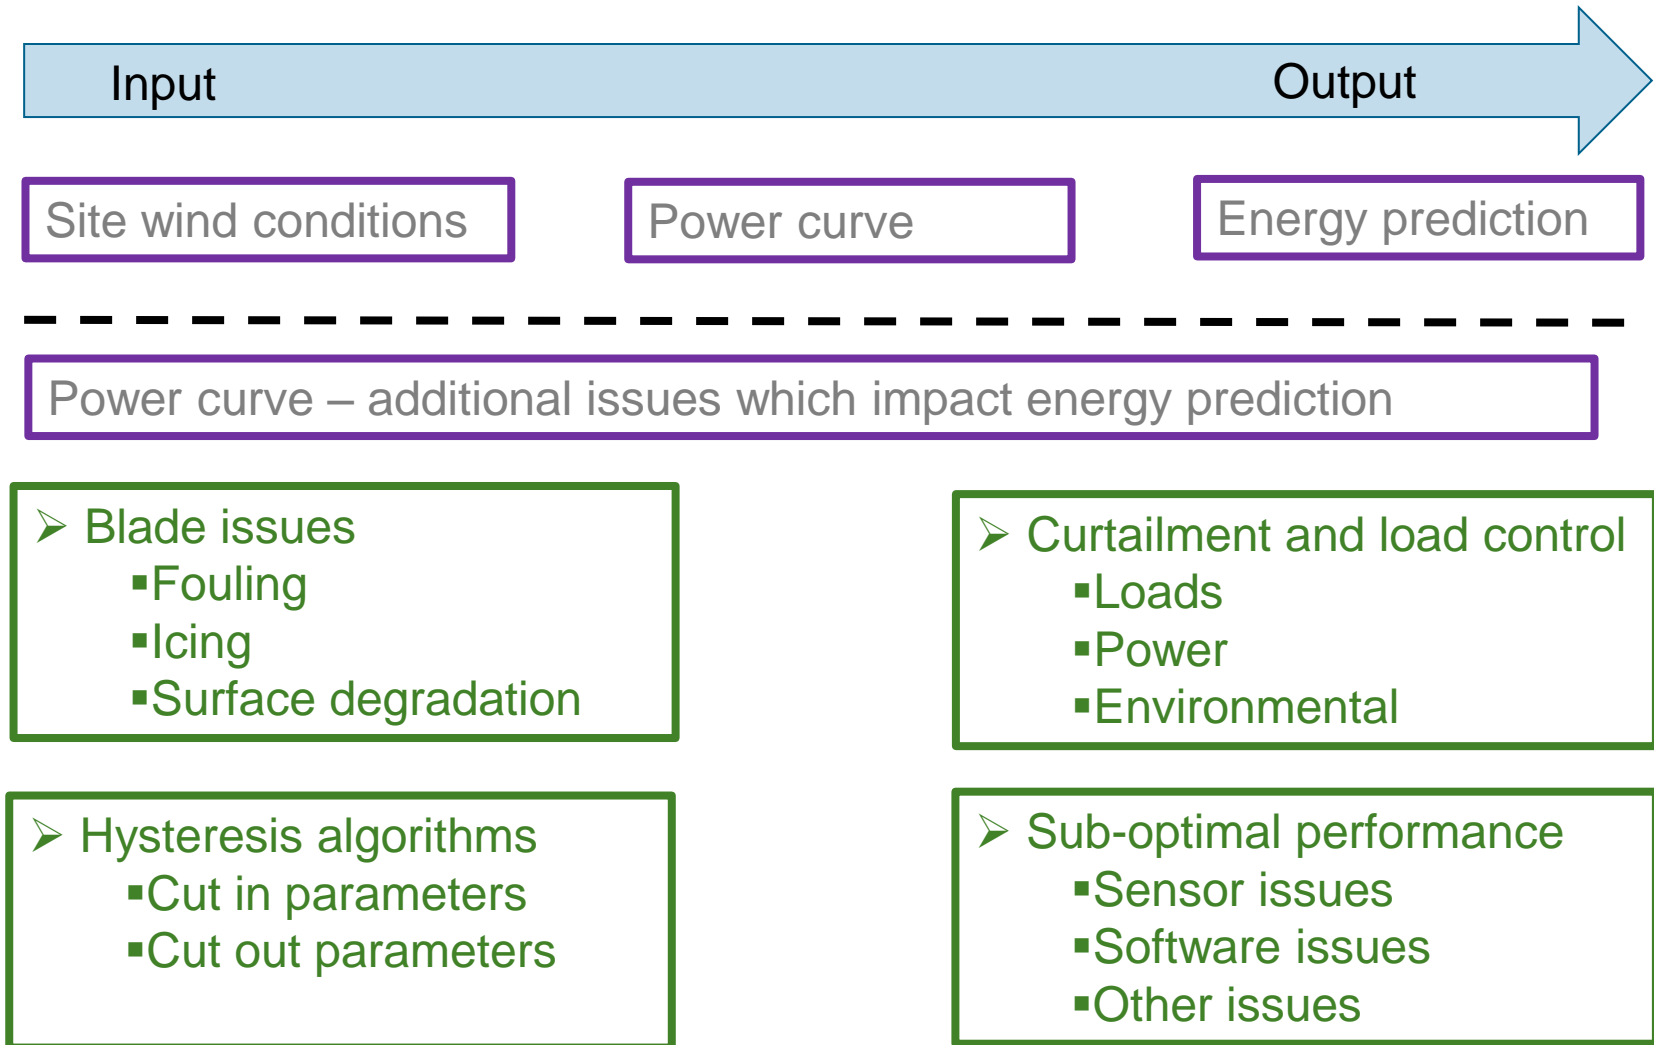 Input
Output
Site wind conditions
Power curve
Energy prediction
Power curve – additional issues which impact energy prediction
➢ Blade issues
▪Fouling
▪Icing
▪Surface degradation
➢ Curtailment and load control
▪Loads
▪Power
▪Environmental
➢ Hysteresis algorithms
▪Cut in parameters
▪Cut out parameters
➢ Sub-optimal performance
▪Sensor issues
▪Software issues
▪Other issues